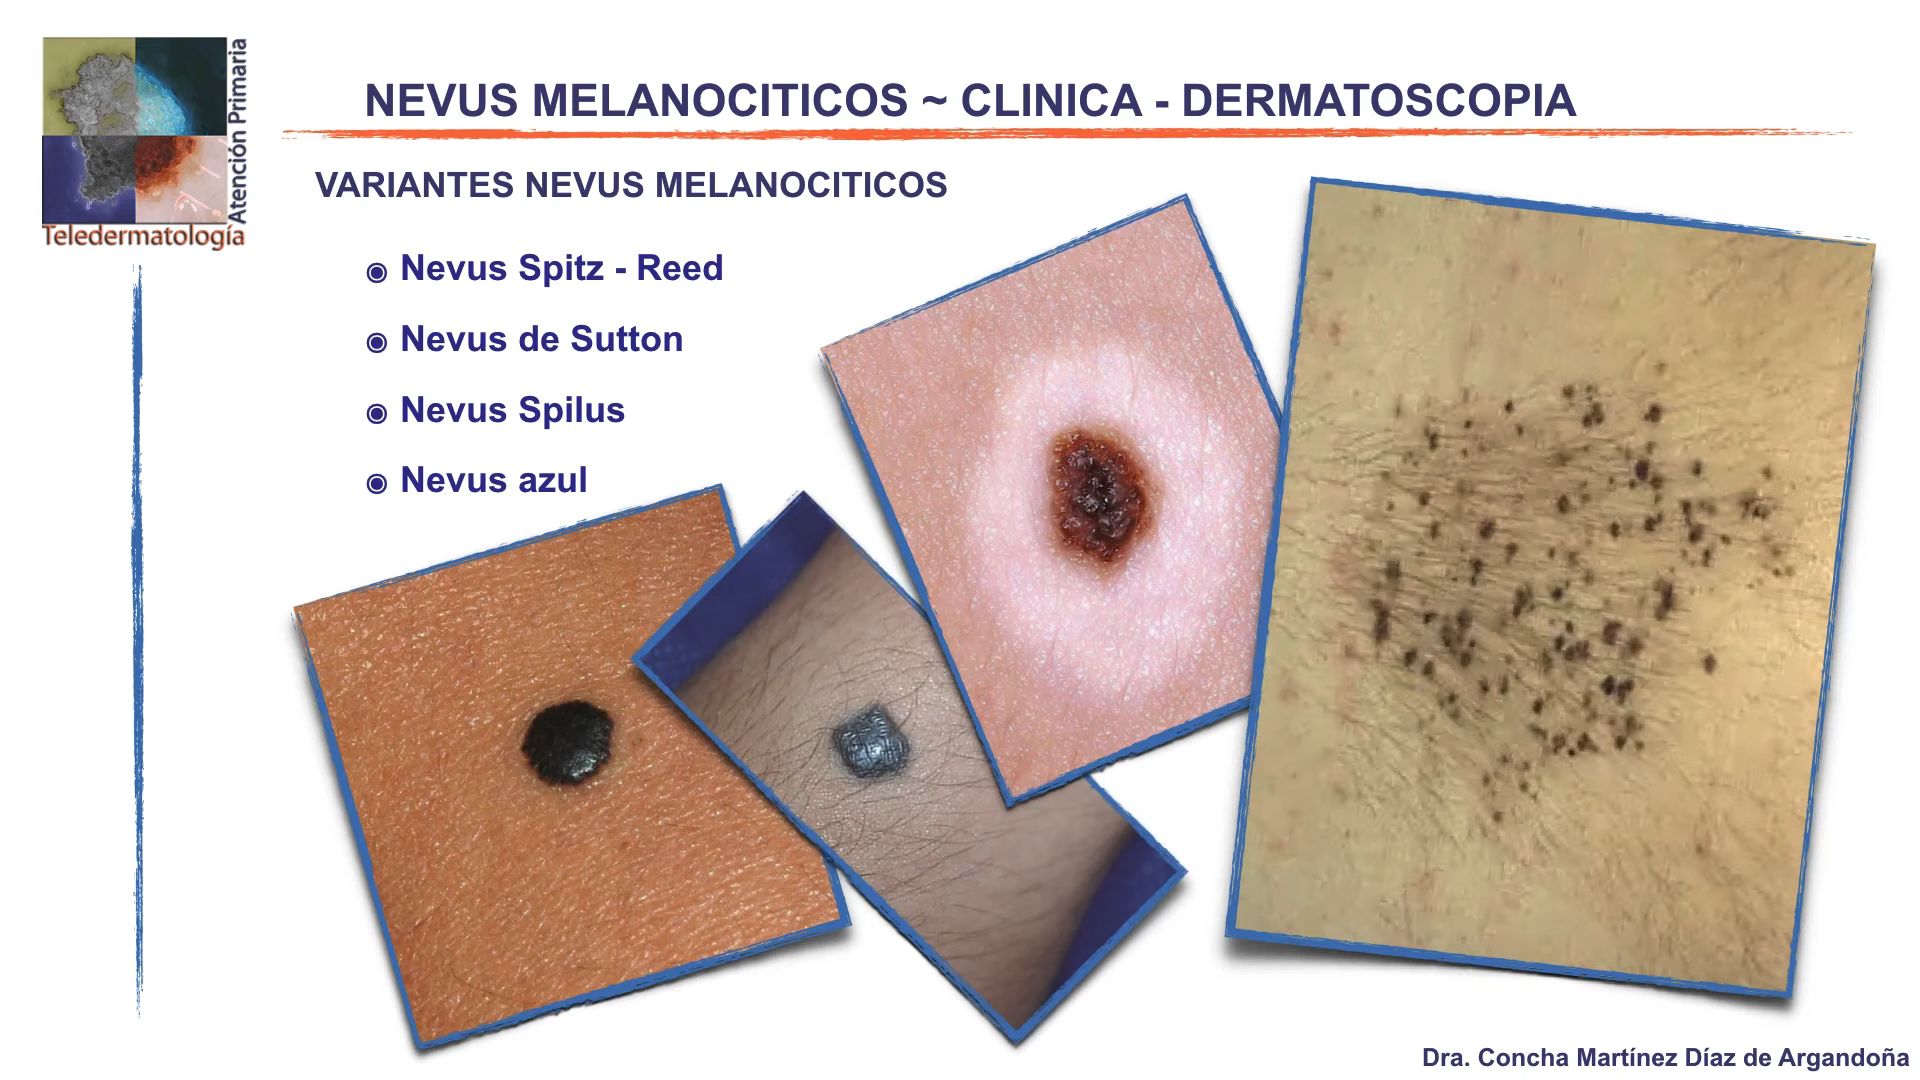 Atención Primaria
Teledermatología
NEVUS MELANOCITICOS ~ CLINICA - DERMATOSCOPIA
VARIANTES NEVUS MELANOCITICOS
Nevus Spitz - Reed
Nevus de Sutton
Nevus Spilus
Nevus azul
Dra. Concha Martínez Díaz de Argandoña